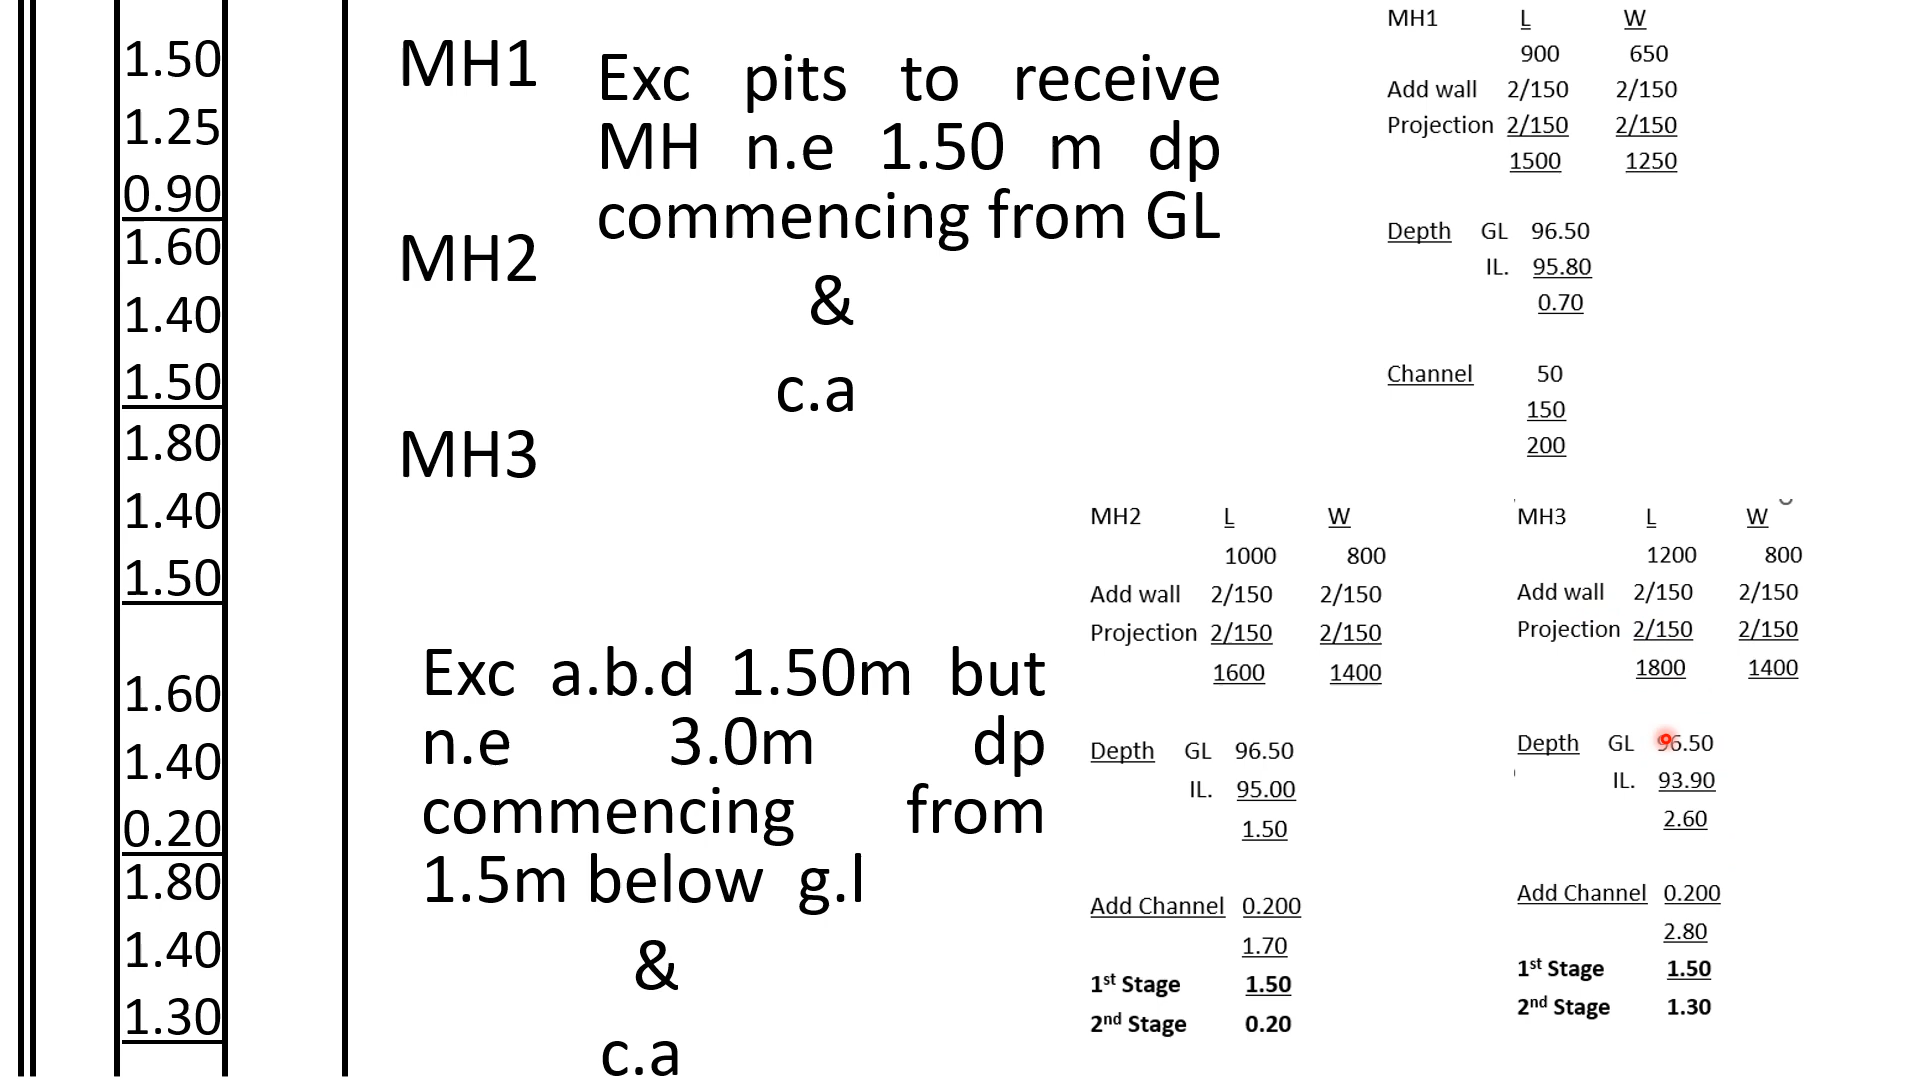 1.50
1.25
0.90
1.60
1.40
1.50
1.80
1.40
1.50
1.60
1.40
0.20
1.80
1.40
1.30
MH1
MH2
MH3
Exc pits to receive
MH n.e 1.50 m dp
commencing from GL
&
c.a
Exc a.b.d 1.50m but
n.e 3.0m dp
commencing from
1.5m below g.l
&
c.a
MH1 L W
900 650
Add wall 2/150 2/150
Projection 2/150 2/150
1500 1250
Depth GL 96.50
IL. 95.80
0.70
Channel 50
150
200
MH2 L W
1000 800
Add wall 2/150 2/150
Projection 2/150 2/150
1600 1400
Depth GL 96.50
IL. 95.00
1.50
Add Channel 0.200
1.70
1st Stage 1.50
2nd Stage 0.20
MH3 L W
1200 800
Add wall 2/150 2/150
Projection 2/150 2/150
1800 1400
Depth GL 96.50
IL. 93.90
2.60
Add Channel 0.200
2.80
1st Stage 1.50
2nd Stage 1.30